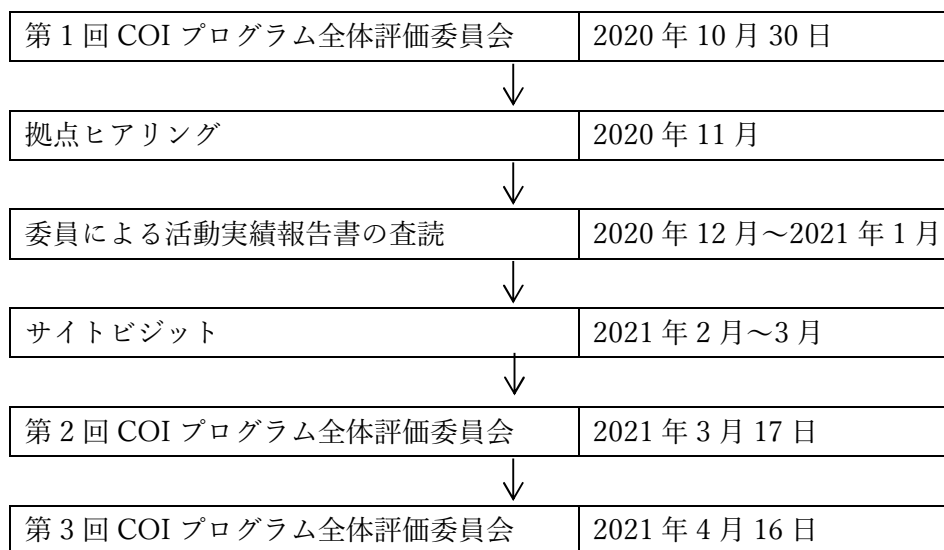 第 1 回 COI プログラム全体評価委員会 2020 年 10 月 30 日
拠点ヒアリング 2020 年 11 月
委員による活動実績報告書の査読 2020 年 12 月～2021 年 1 月
サイトビジット 2021 年 2 月～3 月
第 2 回 COI プログラム全体評価委員会 2021 年 3 月 17 日
第 3 回 COI プログラム全体評価委員会 2021 年 4 月 16 日